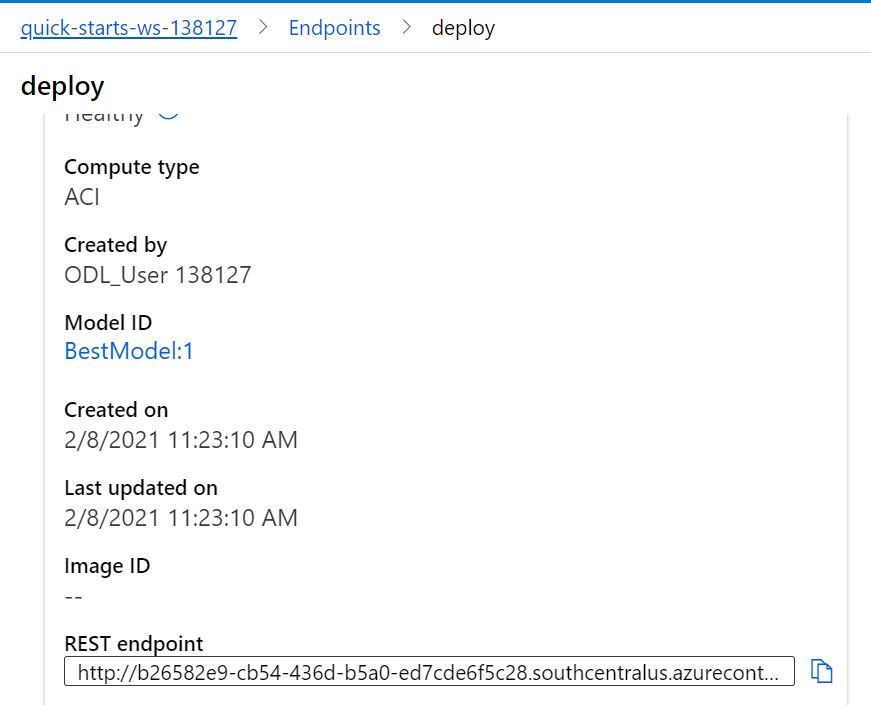 quick-starts-ws-138127 > Endpoints > deploy
deploy
Healthy
Compute type
ACI
Created by
ODL_User 138127
Model ID
BestModel:1
Created on
2/8/2021 11:23:10 AM
Last updated on
2/8/2021 11:23:10 AM
Image ID
--
REST endpoint
http://b26582e9-cb54-436d-b5a0-ed7cde6f5c28.southcentralus.azurecont...